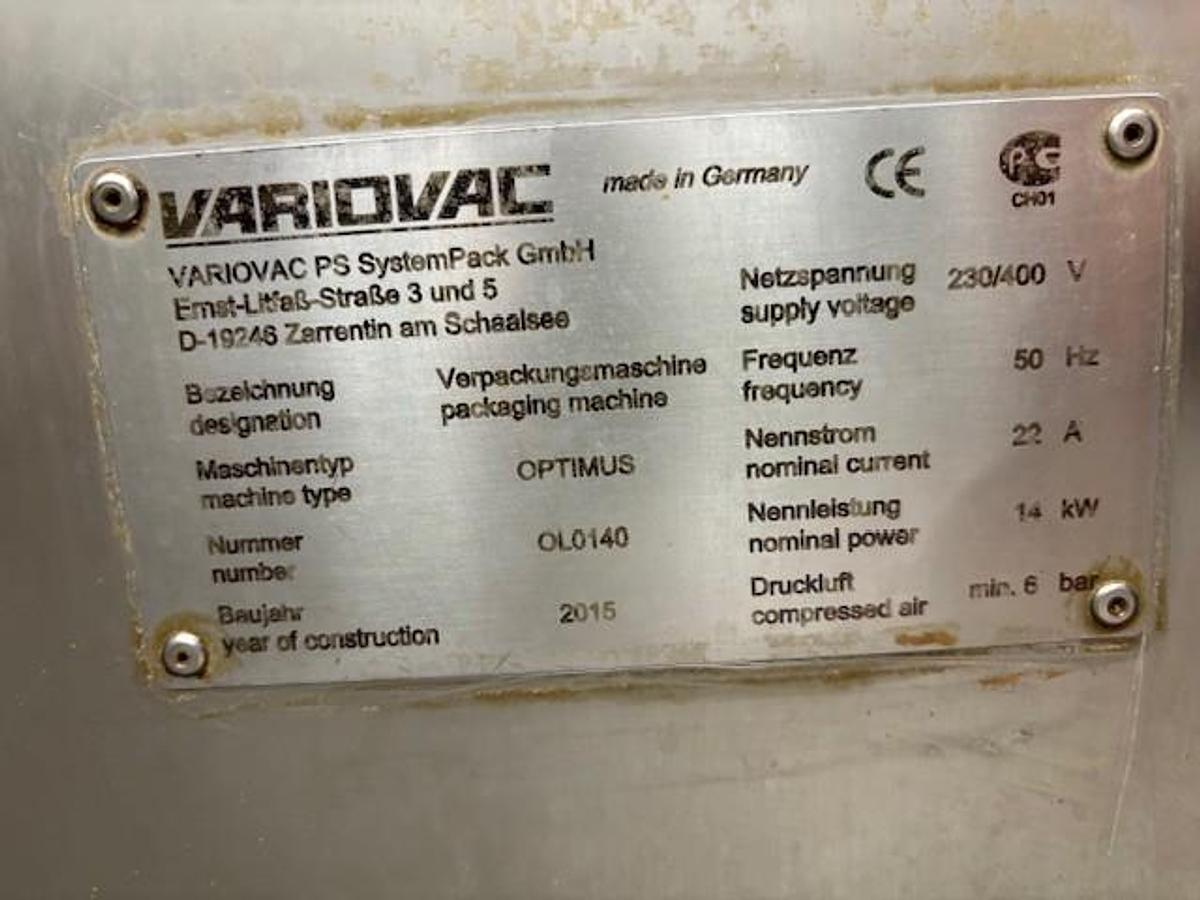 VARIOVAC
made in Germany
CE
PC
CH01
VARIOVAC PS SystemPack GmbH
Ernst-Litfaß-Straße 3 und 5
D-19246 Zarrentin am Schaalsee
Bezeichnung Verpackungsmaschine
designation packaging machine
Maschinentyp OPTIMUS
machine type
Nummer OL0140
number
Baujahr 2015
year of construction
Netzspannung 230/400 V
supply voltage
Frequenz 50 Hz
frequency
Nennstrom 22 A
nominal current
Nennleistung 14 kW
nominal power
Druckluft min. 6 bar
compressed air